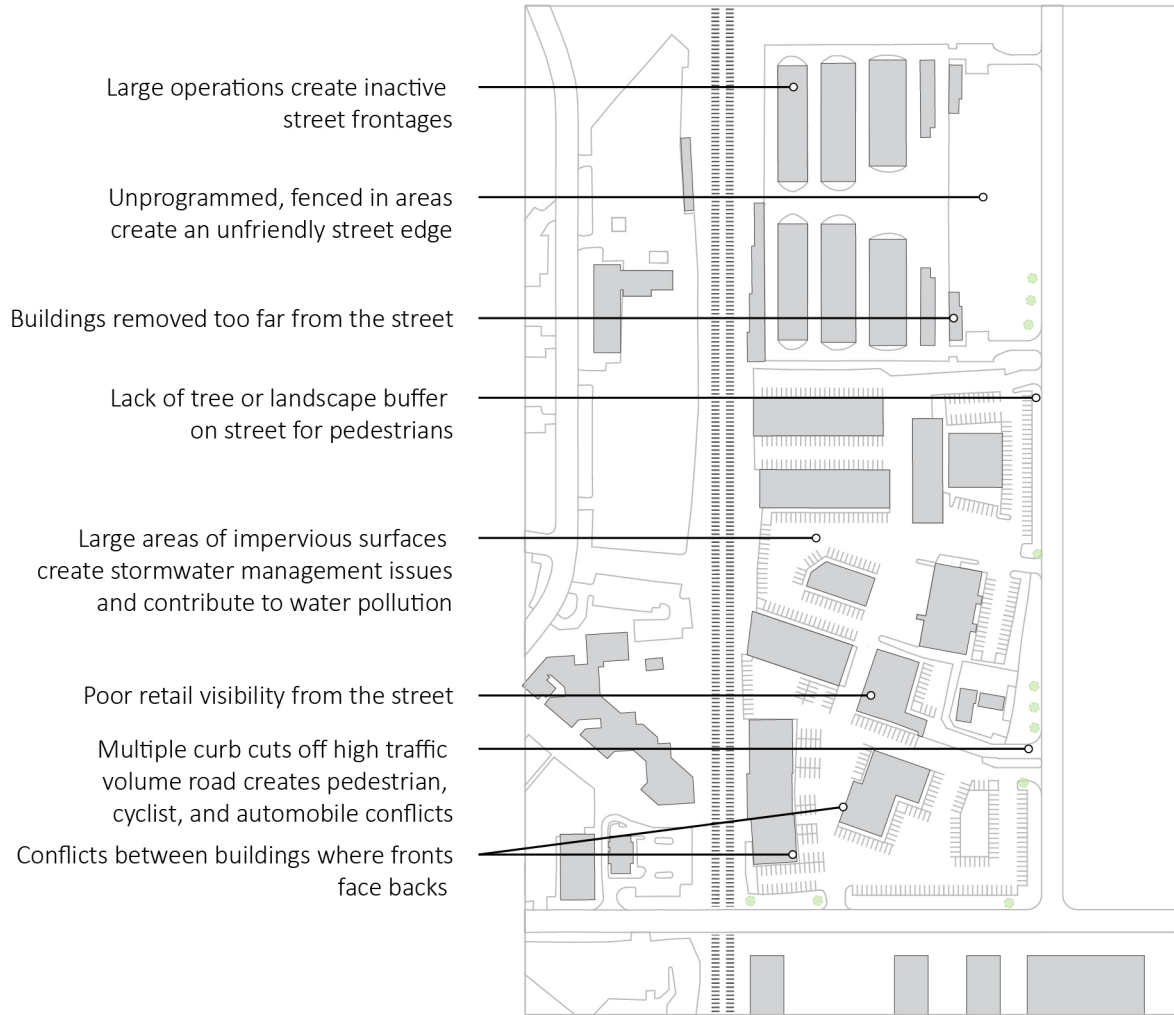 Large operations create inactive
street frontages
Unprogrammed, fenced in areas
create an unfriendly street edge
Buildings removed too far from the street
Lack of tree or landscape buffer
on street for pedestrians
Large areas of impervious surfaces
create stormwater management issues
and contribute to water pollution
Poor retail visibility from the street
Multiple curb cuts off high traffic
volume road creates pedestrian,
cyclist, and automobile conflicts
Conflicts between buildings where fronts
face backs